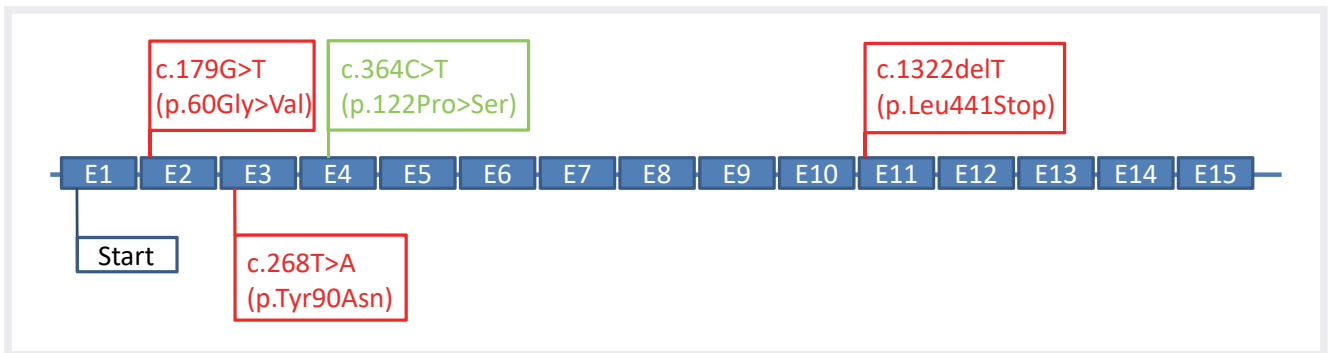 c.179G>T
(p.60Gly>Val)
c.364C>T
(p.122Pro>Ser)
c.1322delT
(p.Leu441Stop)
E1 E2 E3 E4 E5 E6 E7 E8 E9 E10 E11 E12 E13 E14 E15
Start
c.268T>A
(p.Tyr90Asn)